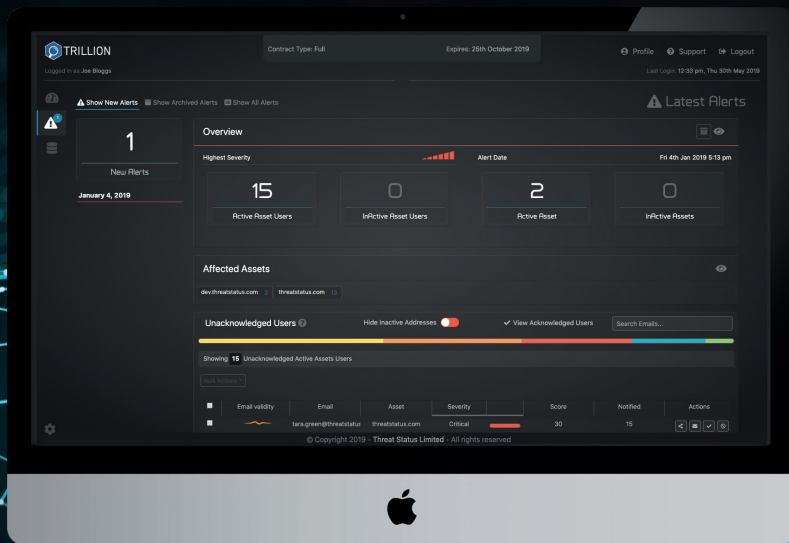 TRILLION
Contract Type: Full
Expires: 25th October 2019
Profile
Support
Logout
Logged in as Joe Bloggs
Last Login: 12:33 pm, Thu 30th May 2019
Show New Alerts
Show Archived Alerts
Show All Alerts
Latest Alerts
1
1
New Alerts
January 4, 2019
Overview
Highest Severity
Alert Date
Fri 4th Jan 2019 5:13 pm
15
Active Asset Users
0
InActive Asset Users
2
Active Asset
0
InActive Assets
Affected Assets
dev.threatstatus.com 2
threatstatus.com 13
Unacknowledged Users
Hide Inactive Addresses
View Acknowledged Users
Search Emails...
Showing 15 Unacknowledged Active Assets Users
Bulk Actions
Email validity
Email
Asset
Severity
Score
Notified
Actions
tara.green@threatstatus
threatstatus.com
Critical
30
15
© Copyright 2019 - Threat Status Limited - All rights reserved